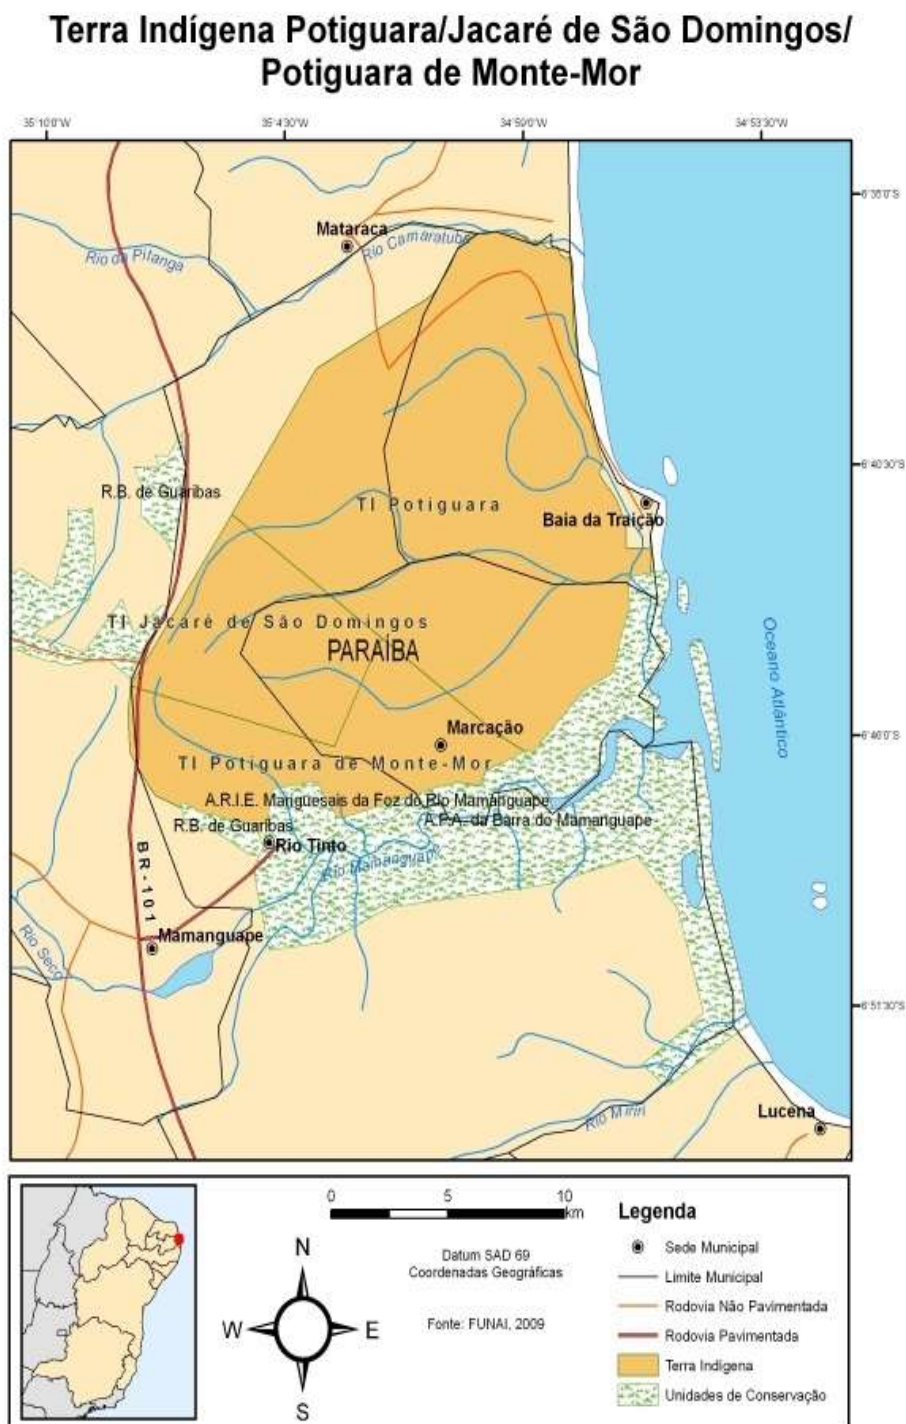 Terra Indígena Potiguara/Jacaré de São Domingos/
Potiguara de Monte-Mor
35°10'0"W
35°4'30"W
34°59'0"W
34°53'30"W
6°35'0"S
Mataraca
Rio Camaratuba
Rio da Pitanga
6°40'30"S
R.B. de Guaribas
TI Potiguara
Baia da Traição
TI Jacaré de São Domingos
PARAÍBA
Oceano Atlântico
Marcação
6°46'0"S
TI Potiguara de Monte-Mor
A.R.I.E. Manguesais da Foz do Rio Mamanguape
A.P.A. da Barra do Mamanguape
R.B. de Guaribas
Rio Tinto
Rio Mamanguape
BR-101
Mamanguape
Rio Seco
6°51'30"S
Rio Miriri
Lucena
0 5 10
km
Datum SAD 69
Coordenadas Geográficas
Fonte: FUNAI, 2009
N
W
E
S
Legenda
Sede Municipal
Limite Municipal
Rodovia Não Pavimentada
Rodovia Pavimentada
Terra Indígena
Unidades de Conservação